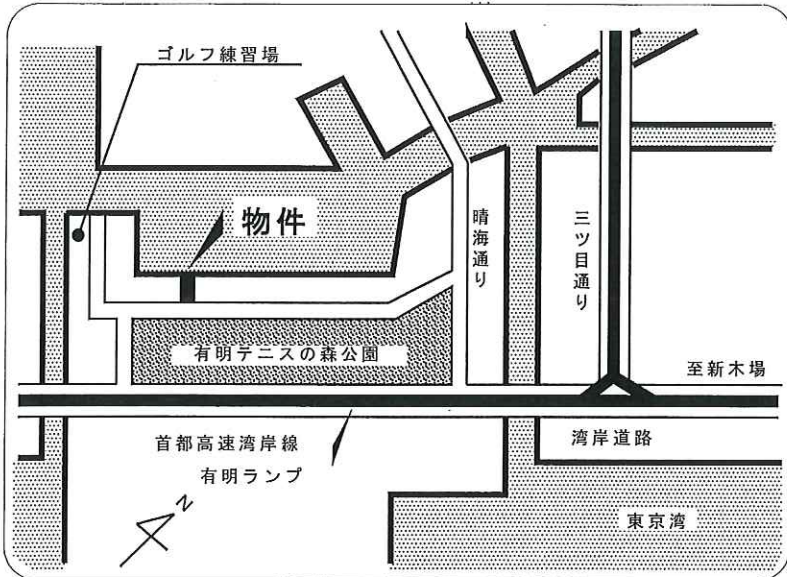 ゴルフ練習場
物件
晴海通り
三ツ目通り
有明テニスの森公園
至新木場
首都高速湾岸線
有明ランプ
湾岸道路
N
東京湾